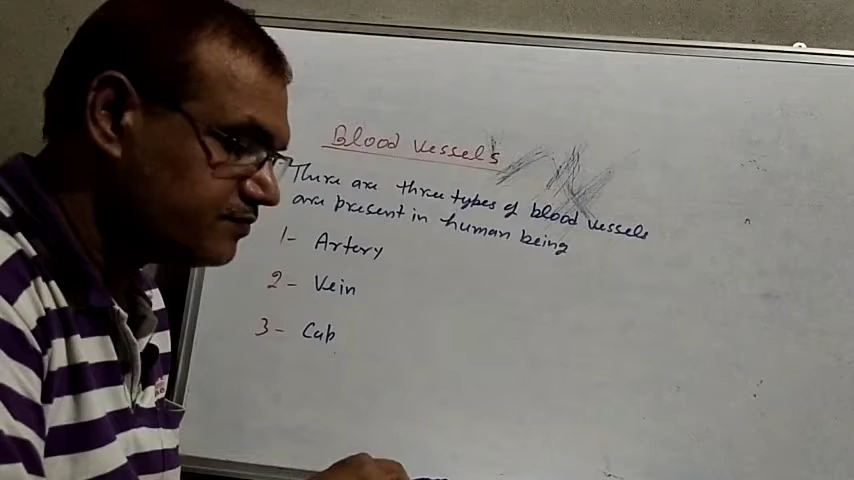 Blood Vessels
There are three types of blood vessels
are present in human being
1- Artery
2- Vein
3- Cap